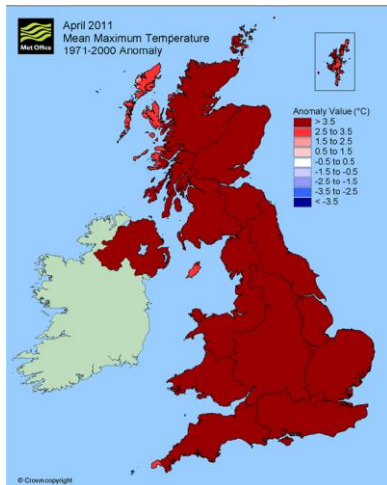 Met Office
April 2011
Mean Maximum Temperature
1971-2000 Anomaly
Anomaly Value (°C)
> 3.5
2.5 to 3.5
1.5 to 2.5
0.5 to 1.5
-0.5 to 0.5
-1.5 to -0.5
-2.5 to -1.5
-3.5 to -2.5
< -3.5
© Crown copyright